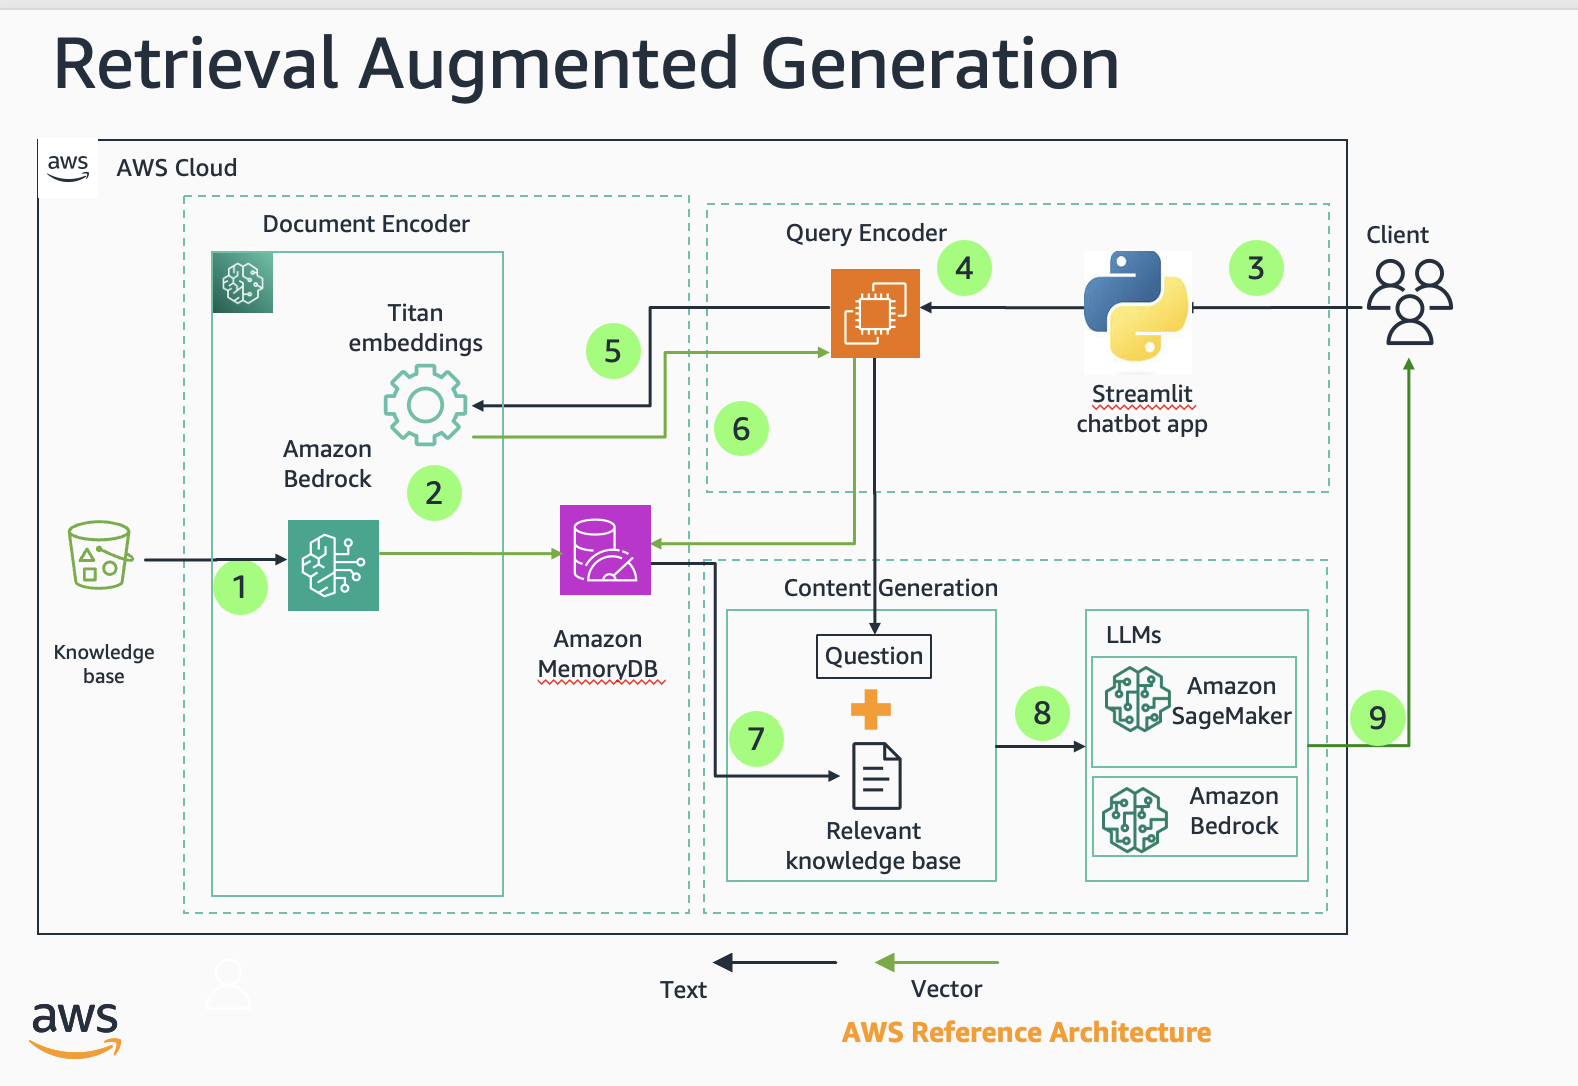 Retrieval Augmented Generation
aws
AWS Cloud
Document Encoder
Titan
embeddings
Amazon
Bedrock
2
1
Knowledge
base
Amazon
MemoryDB
Query Encoder
4
3
Client
5
6
Streamlit
chatbot app
Content Generation
Question
7
Relevant
knowledge base
8
LLMs
Amazon
SageMaker
Amazon
Bedrock
9
Text
Vector
aws
AWS Reference Architecture